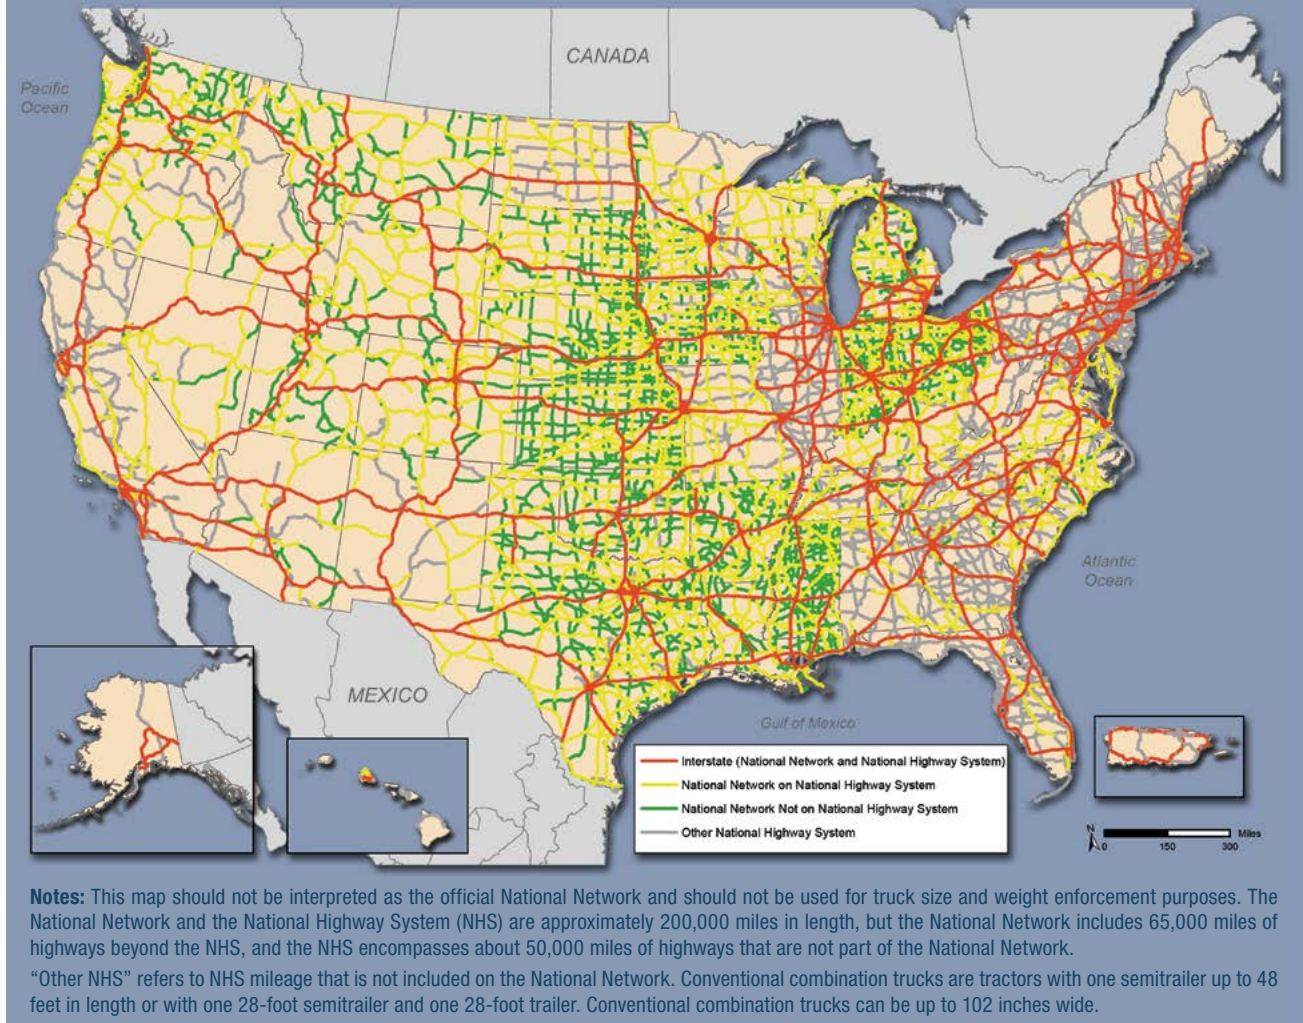 CANADA
Pacific
Ocean
Atlantic
Ocean
MEXICO
Gulf of Mexico
Interstate (National Network and National Highway System)
National Network on National Highway System
National Network Not on National Highway System
Other National Highway System
N
Miles
0 150 300
Notes: This map should not be interpreted as the official National Network and should not be used for truck size and weight enforcement purposes. The
National Network and the National Highway System (NHS) are approximately 200,000 miles in length, but the National Network includes 65,000 miles of
highways beyond the NHS, and the NHS encompasses about 50,000 miles of highways that are not part of the National Network.
“Other NHS” refers to NHS mileage that is not included on the National Network. Conventional combination trucks are tractors with one semitrailer up to 48
feet in length or with one 28-foot semitrailer and one 28-foot trailer. Conventional combination trucks can be up to 102 inches wide.